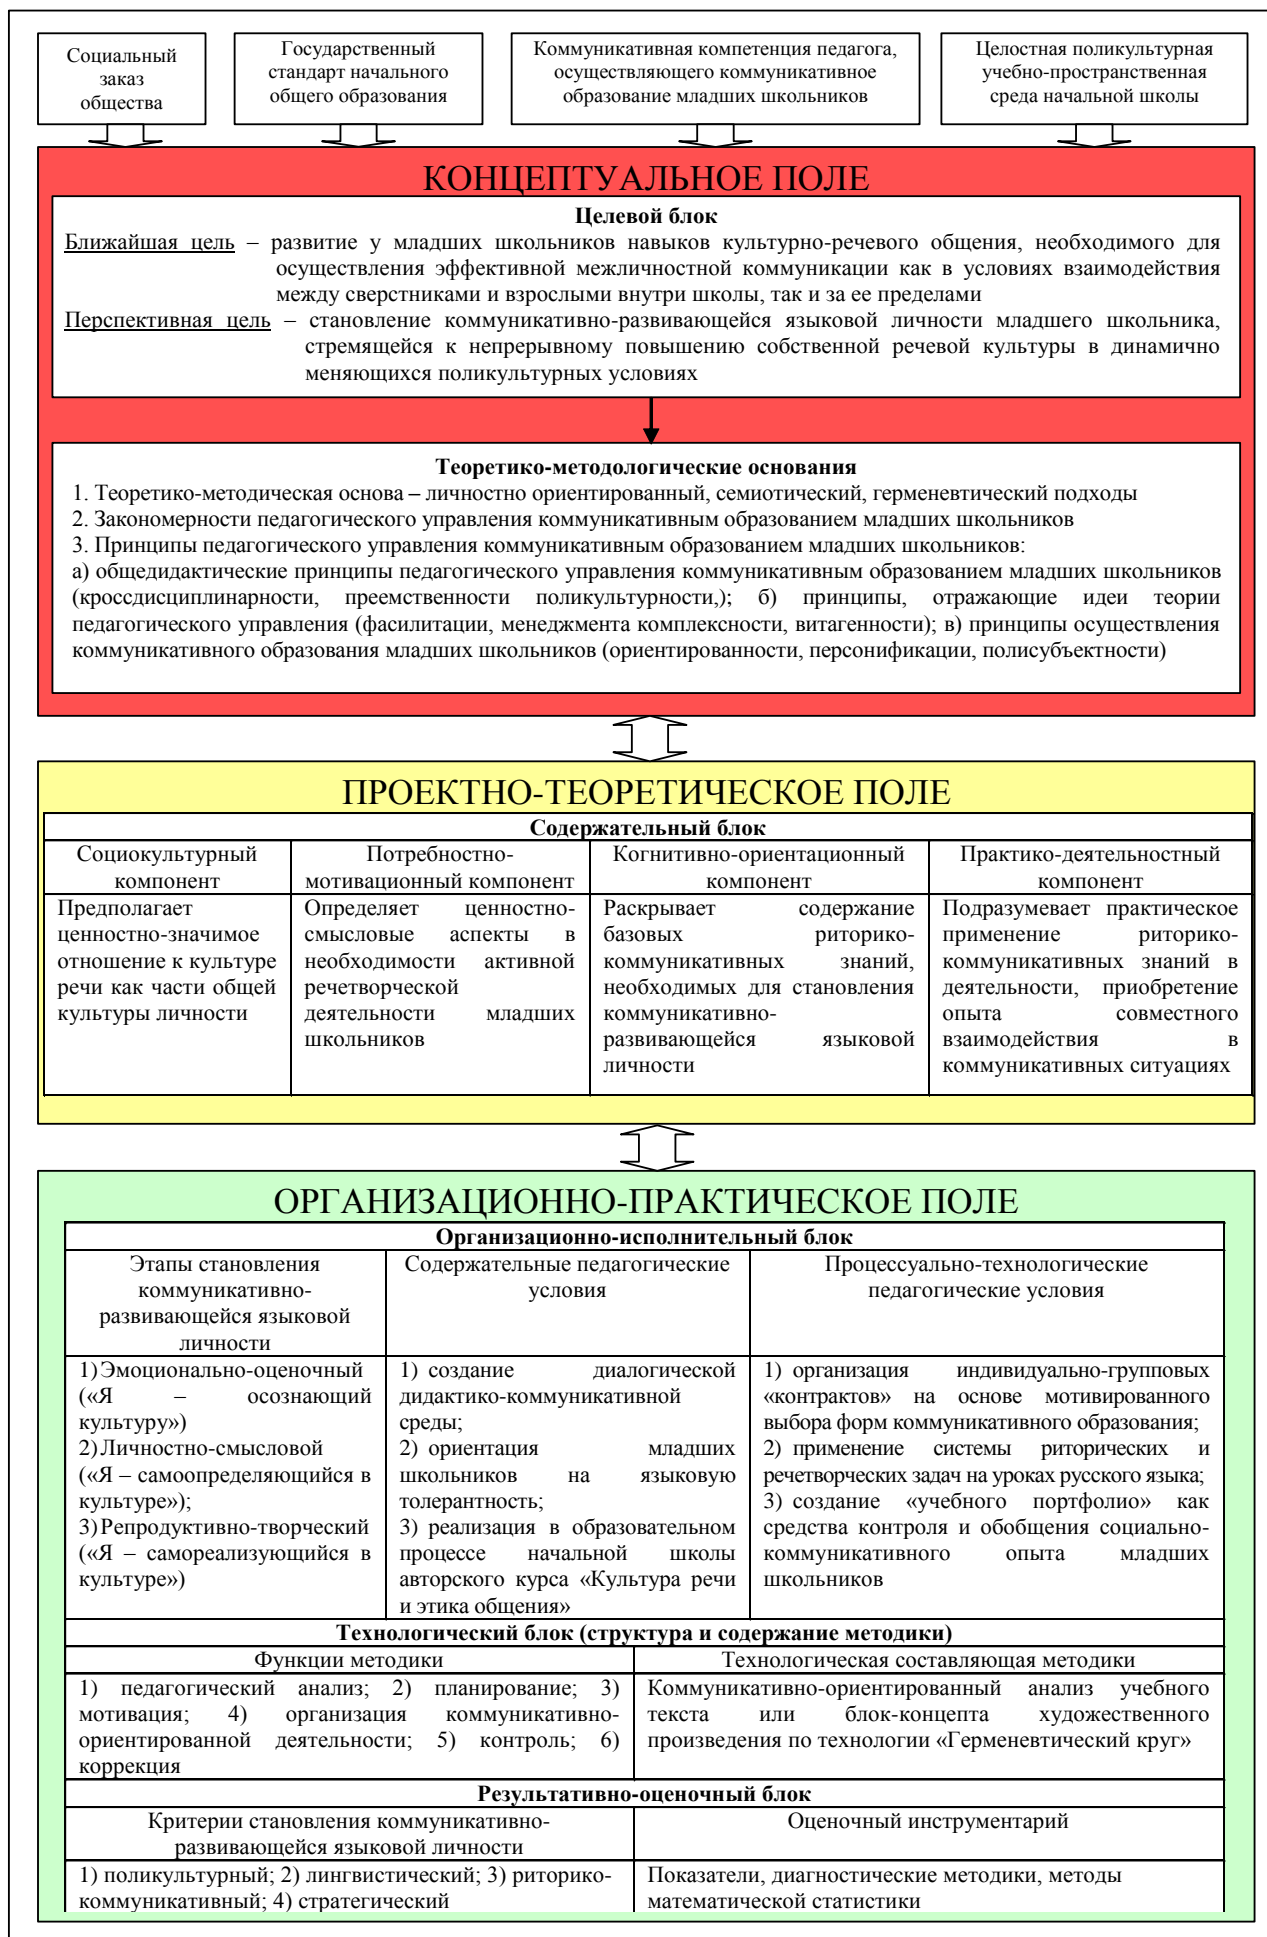 Социальный
заказ
общества
Государственный
стандарт начального
общего образования
Коммуникативная компетенция педагога,
осуществляющего коммуникативное
образование младших школьников
Целостная поликультурная
учебно-пространственная
среда начальной школы
КОНЦЕПТУАЛЬНОЕ ПОЛЕ
Целевой блок
Ближайшая цель – развитие у младших школьников навыков культурно-речевого общения, необходимого для
осуществления эффективной межличностной коммуникации как в условиях взаимодействия
между сверстниками и взрослыми внутри школы, так и за ее пределами
Перспективная цель – становление коммуникативно-развивающейся языковой личности младшего школьника,
стремящейся к непрерывному повышению собственной речевой культуры в динамично
меняющихся поликультурных условиях
Теоретико-методологические основания
1. Теоретико-методическая основа – личностно ориентированный, семиотический, герменевтический подходы
2. Закономерности педагогического управления коммуникативным образованием младших школьников
3. Принципы педагогического управления коммуникативным образованием младших школьников:
а) общедидактические принципы педагогического управления коммуникативным образованием младших школьников
(кроссдисциплинарности, преемственности поликультурности,); б) принципы, отражающие идеи теории
педагогического управления (фасилитации, менеджмента комплексности, витагенности); в) принципы осуществления
коммуникативного образования младших школьников (ориентированности, персонификации, полисубъектности)
ПРОЕКТНО-ТЕОРЕТИЧЕСКОЕ ПОЛЕ
Содержательный блок
Социокультурный
компонент
Потребностно-
мотивационный компонент
Когнитивно-ориентационный
компонент
Практико-деятельностный
компонент
Предполагает
ценностно-значимое
отношение к культуре
речи как части общей
культуры личности
Определяет ценностно-
смысловые аспекты в
необходимости активной
речетворческой
деятельности младших
школьников
Раскрывает содержание
базовых риторико-
коммуникативных знаний,
необходимых для становления
коммуникативно-
развивающейся языковой
личности
Подразумевает практическое
применение риторико-
коммуникативных знаний в
деятельности, приобретение
опыта совместного
взаимодействия в
коммуникативных ситуациях
ОРГАНИЗАЦИОННО-ПРАКТИЧЕСКОЕ ПОЛЕ
Организационно-исполнительный блок
Этапы становления
коммуникативно-
развивающейся языковой
личности
Содержательные педагогические
условия
Процессуально-технологические
педагогические условия
1) Эмоционально-оценочный
(«Я – осознающий
культуру»)
2) Личностно-смысловой
(«Я – самоопределяющийся в
культуре»);
3) Репродуктивно-творческий
(«Я – самореализующийся в
культуре»)
1) создание диалогической
дидактико-коммуникативной
среды;
2) ориентация младших
школьников на языковую
толерантность;
3) реализация в образовательном
процессе начальной школы
авторского курса «Культура речи
и этика общения»
1) организация индивидуально-групповых
«контрактов» на основе мотивированного
выбора форм коммуникативного образования;
2) применение системы риторических и
речетворческих задач на уроках русского языка;
3) создание «учебного портфолио» как
средства контроля и обобщения социально-
коммуникативного опыта младших
школьников
Технологический блок (структура и содержание методики)
Функции методики
Технологическая составляющая методики
1) педагогический анализ; 2) планирование; 3)
мотивация; 4) организация коммуникативно-
ориентированной деятельности; 5) контроль; 6)
коррекция
Коммуникативно-ориентированный анализ учебного
текста или блок-концепта художественного
произведения по технологии «Герменевтический круг»
Результативно-оценочный блок
Критерии становления коммуникативно-
развивающейся языковой личности
Оценочный инструментарий
1) поликультурный; 2) лингвистический; 3) риторико-
коммуникативный; 4) стратегический
Показатели, диагностические методики, методы
математической статистики